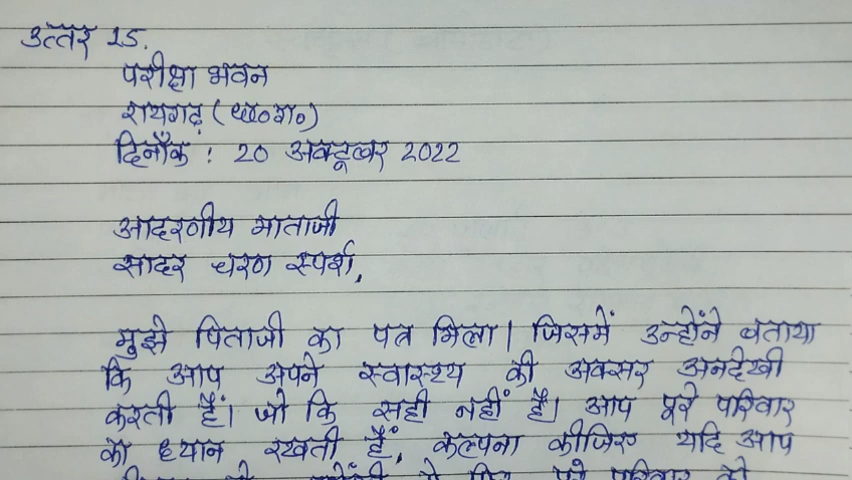 उत्तर 15.
परीक्षा भवन
रायगढ़ (छ०ग०)
दिनाँक : 20 अक्टूबर 2022
आदरणीय माताजी
सादर चरण स्पर्श,
मुझे पिताजी का पत्र मिला। जिसमें उन्होंने बताया
कि आप अपने स्वास्थ्य की अक्सर अनदेखी
करती हैं। जो कि सही नहीं है। आप पूरे परिवार
का ध्यान रखती हैं, कल्पना कीजिए यदि आप